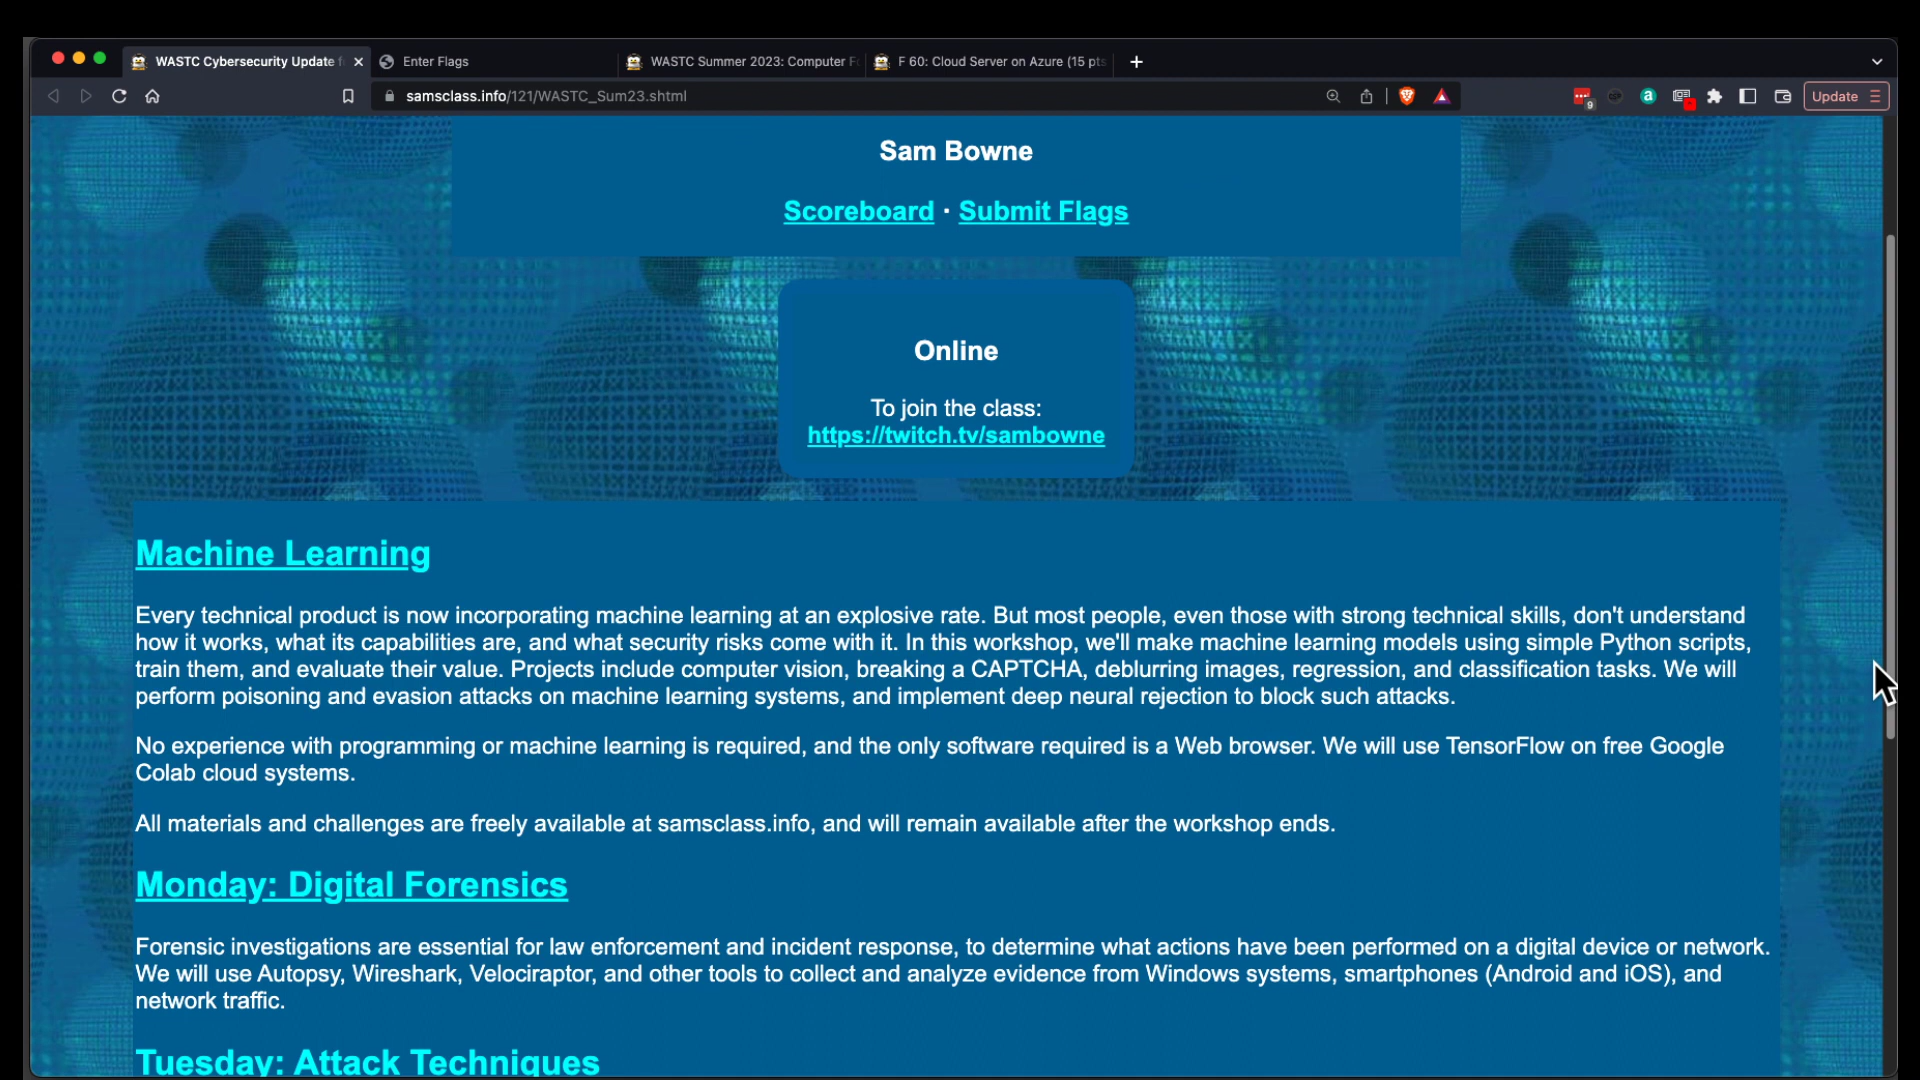 WASTC Cybersecurity Update f
Enter Flags
WASTC Summer 2023: Computer Fo
F 60: Cloud Server on Azure (15 pts
samsclass.info/121/WASTC_Sum23.shtml
9
Update
Sam Bowne
Scoreboard · Submit Flags
Online
To join the class:
https://twitch.tv/sambowne
Machine Learning
Every technical product is now incorporating machine learning at an explosive rate. But most people, even those with strong technical skills, don't understand
how it works, what its capabilities are, and what security risks come with it. In this workshop, we'll make machine learning models using simple Python scripts,
train them, and evaluate their value. Projects include computer vision, breaking a CAPTCHA, deblurring images, regression, and classification tasks. We will
perform poisoning and evasion attacks on machine learning systems, and implement deep neural rejection to block such attacks.
No experience with programming or machine learning is required, and the only software required is a Web browser. We will use TensorFlow on free Google
Colab cloud systems.
All materials and challenges are freely available at samsclass.info, and will remain available after the workshop ends.
Monday: Digital Forensics
Forensic investigations are essential for law enforcement and incident response, to determine what actions have been performed on a digital device or network.
We will use Autopsy, Wireshark, Velociraptor, and other tools to collect and analyze evidence from Windows systems, smartphones (Android and iOS), and
network traffic.
Tuesday: Attack Techniques